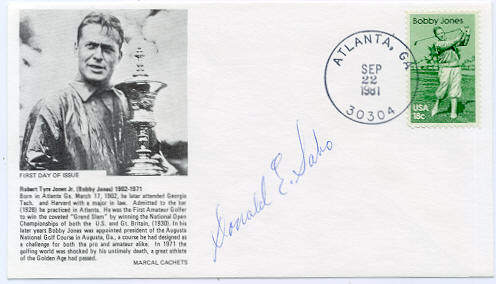 Bobby Jones
USA
18c
ATLANTA, GA
SEP
22
1981
30304
FIRST DAY OF ISSUE
Robert Tyre Jones Jr. (Bobby Jones) 1902-1971
Born in Atlanta Ga. March 17, 1902, he later attended Georgia
Tech. and Harvard with a major in law. Admitted to the bar
(1928) he practiced in Atlanta. He was the First Amateur Golfer
to win the coveted "Grand Slam" by winning the National Open
Championships of both the U.S. and Gt. Britain, (1930). In his
later years Bobby Jones was appointed president of the Augusta
National Golf Course in Augusta, Ga., a course he had designed as
a challenge for both the pro and amateur alike. In 1971 the
golfing world was shocked by his untimely death, a great athlete
of the Golden Age had passed.
MARCAL CACHETS
Donald E.